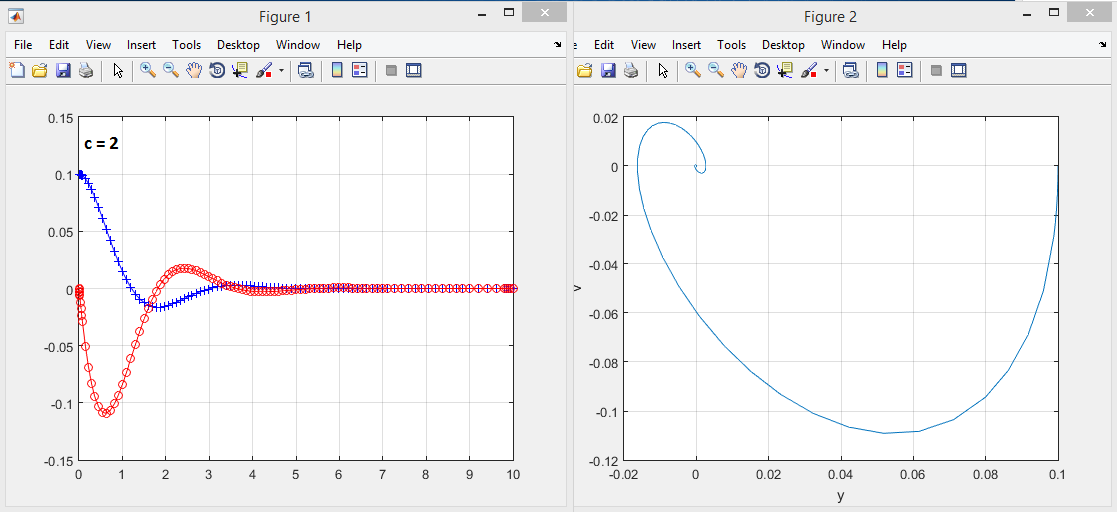 Figure 1
File Edit View Insert Tools Desktop Window Help
0.15
c = 2
0.1
0.05
0
-0.05
-0.1
-0.15
0 1 2 3 4 5 6 7 8 9 10
Figure 2
e Edit View Insert Tools Desktop Window Help
0.02
0
-0.02
-0.04
-0.06
-0.08
-0.1
-0.12
v
-0.02 0 0.02 0.04 0.06 0.08 0.1
y